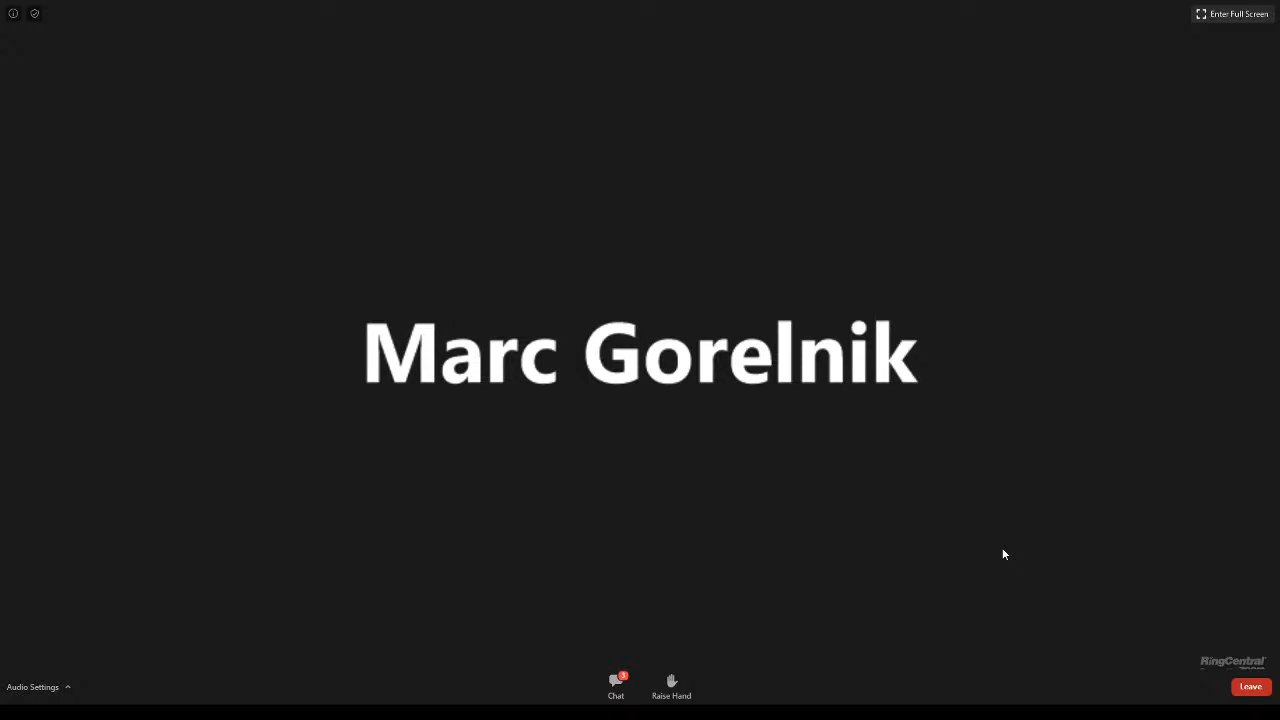 Enter Full Screen
Marc Gorelnik
RingCentral
Audio Settings
3
Chat
Raise Hand
Leave